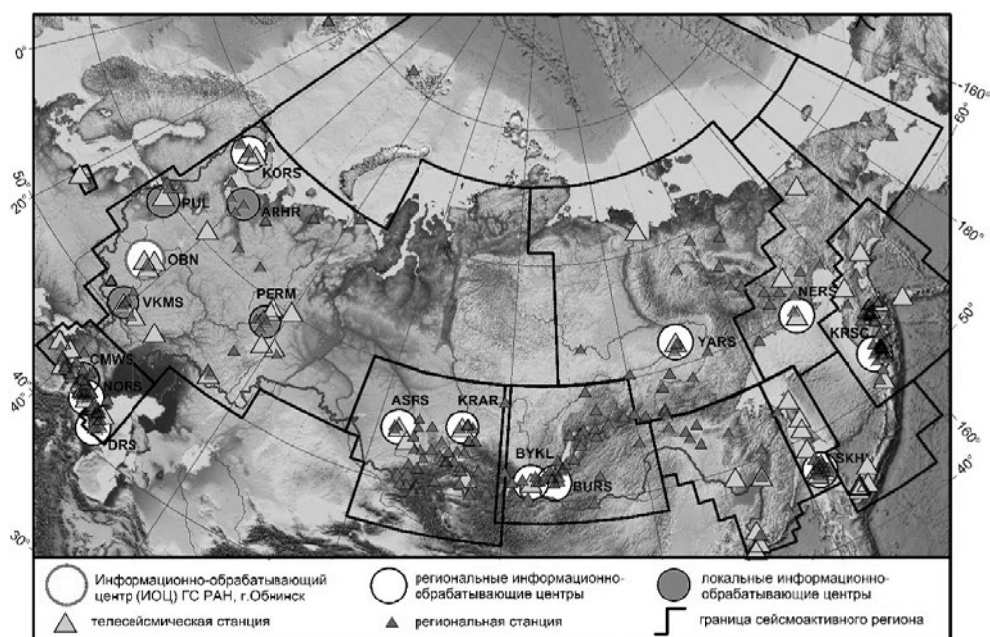 0°
-160°
60°
50°
20°
180°
50°
40°
160°
40°
30°
KORS
PUL
ARHR
OBN
VKMS
PERM
NERS
KRSC
YARS
CMWS
NORS
DRS
ASRS
KRAR
BYKL
BURS
SKHL
Информационно-обрабатывающий
центр (ИОЦ) ГС РАН, г.Обнинск
региональные информационно-
обрабатывающие центры
локальные информационно-
обрабатывающие центры
телесейсмическая станция
региональная станция
граница сейсмоактивного региона